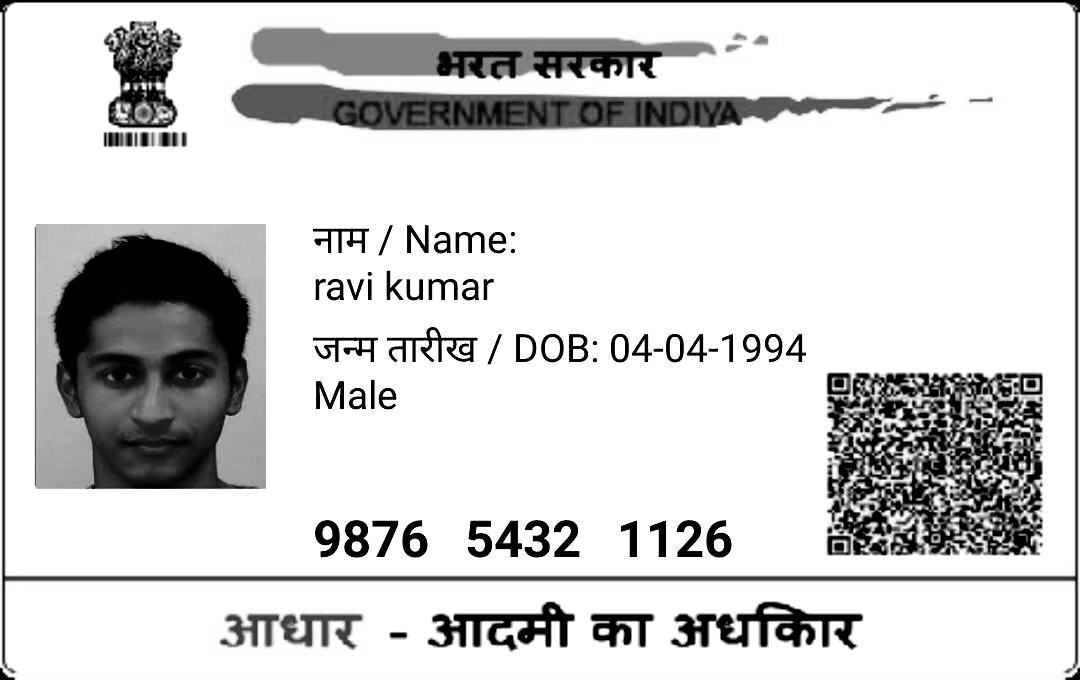 भरत सरकार
GOVERNMENT OF INDIYA
नाम / Name:
ravi kumar
जन्म तारीख / DOB: 04-04-1994
Male
9876 5432 1126
आधार - आदमी का अधकिार